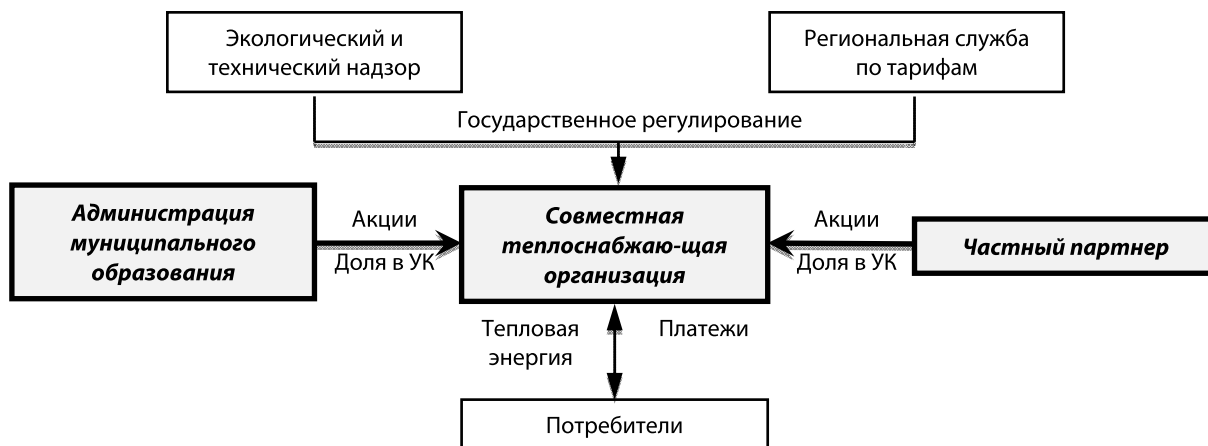 Экологический и
технический надзор
Региональная служба
по тарифам
Государственное регулирование
Администрация
муниципального
образования
Акции
Доля в УК
Совместная
теплоснабжаю-щая
организация
Акции
Доля в УК
Частный партнер
Тепловая
энергия
Платежи
Потребители